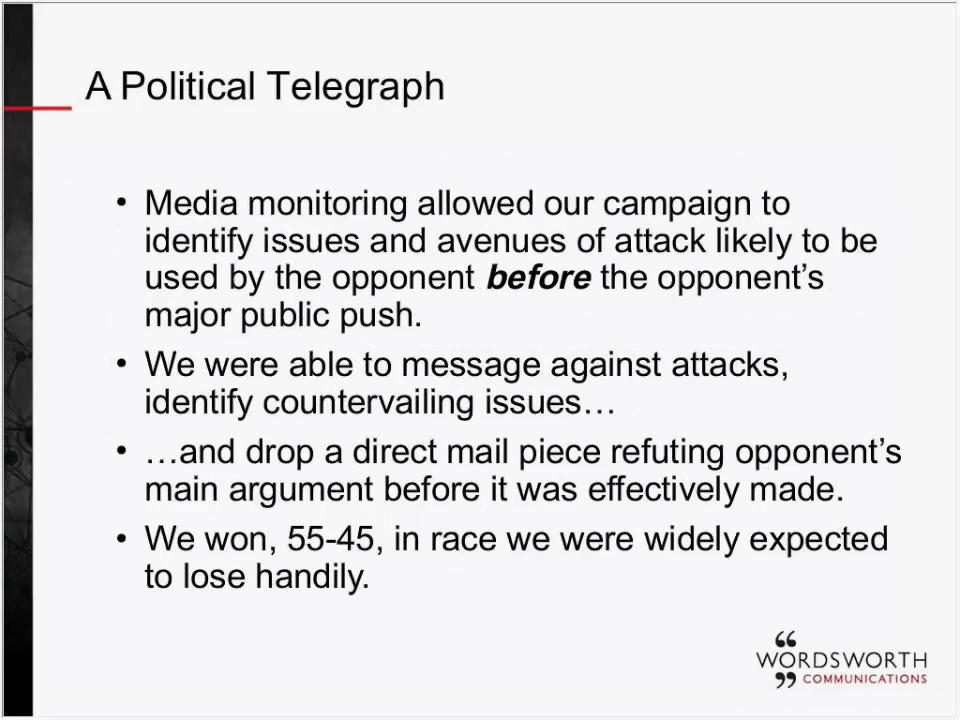 A Political Telegraph
• Media monitoring allowed our campaign to
identify issues and avenues of attack likely to be
used by the opponent before the opponent’s
major public push.
• We were able to message against attacks,
identify countervailing issues…
• …and drop a direct mail piece refuting opponent’s
main argument before it was effectively made.
• We won, 55-45, in race we were widely expected
to lose handily.
“
WORDSWORTH
” COMMUNICATIONS